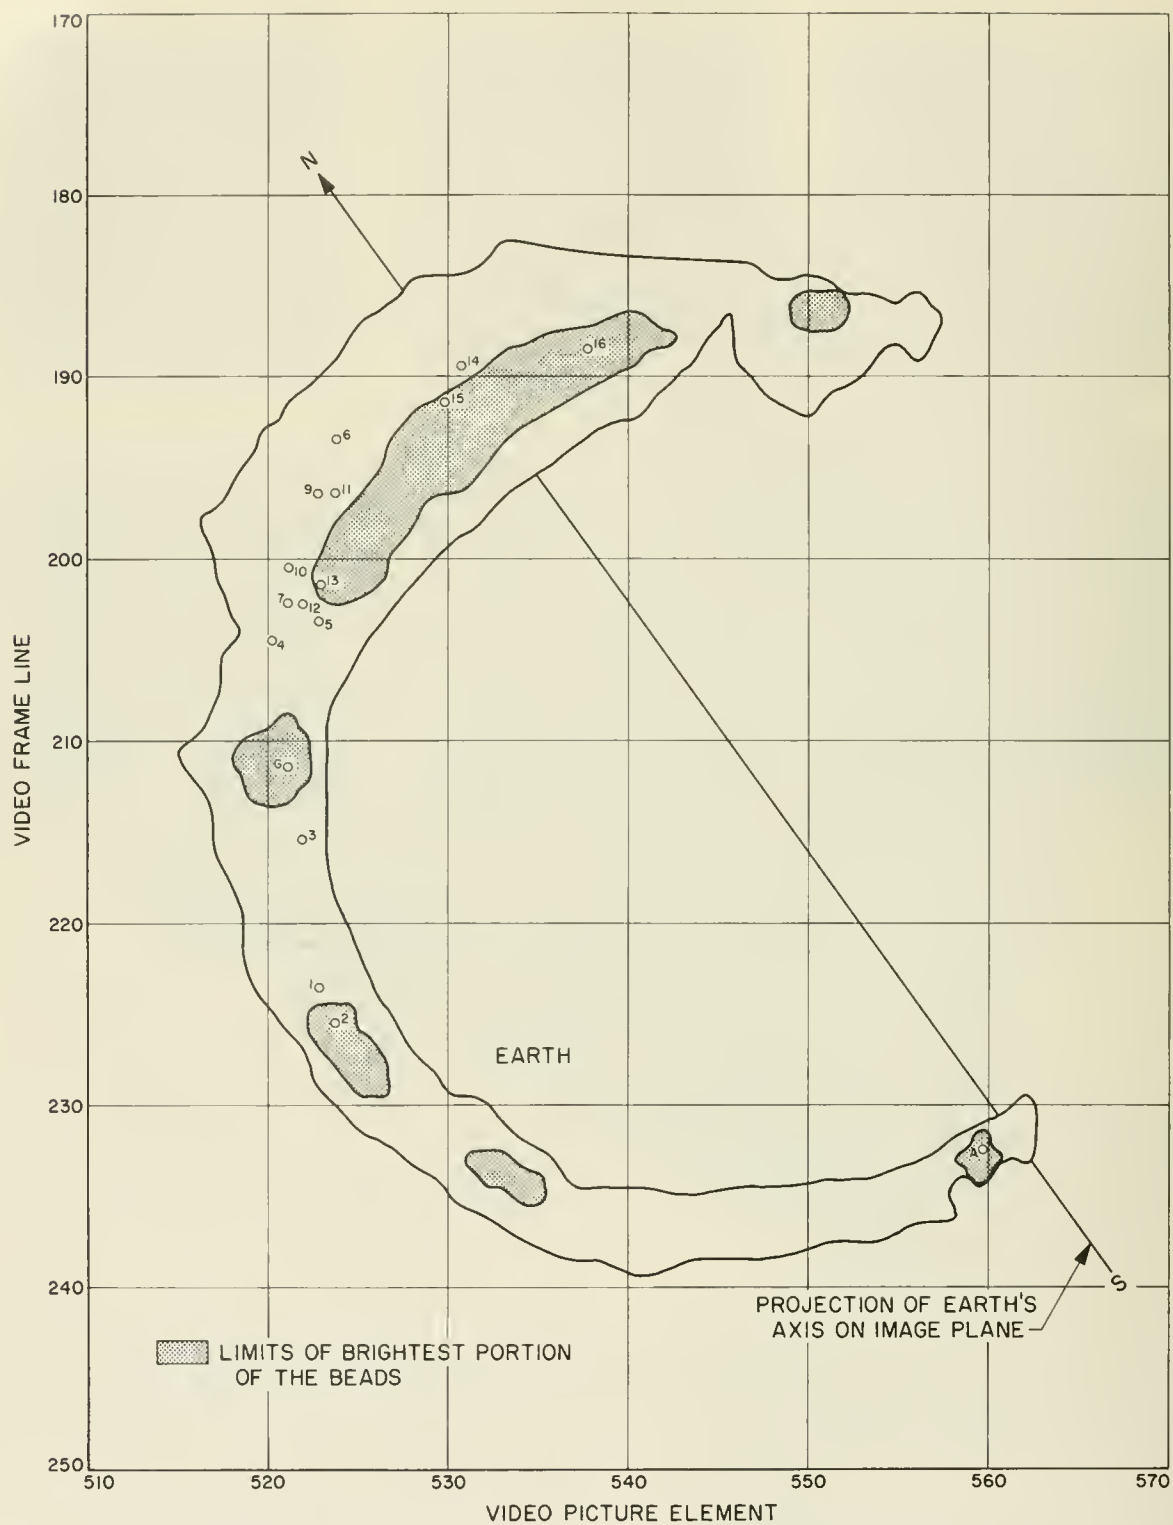 170
N
180
16
14
190
15
6
9
11
200
10
13
7
12
5
4
VIDEO FRAME LINE
210
G
3
220
1
2
EARTH
230
A
240
S
PROJECTION OF EARTH'S
AXIS ON IMAGE PLANE
LIMITS OF BRIGHTEST PORTION
OF THE BEADS
250
510
520
530
540
550
560
570
VIDEO PICTURE ELEMENT